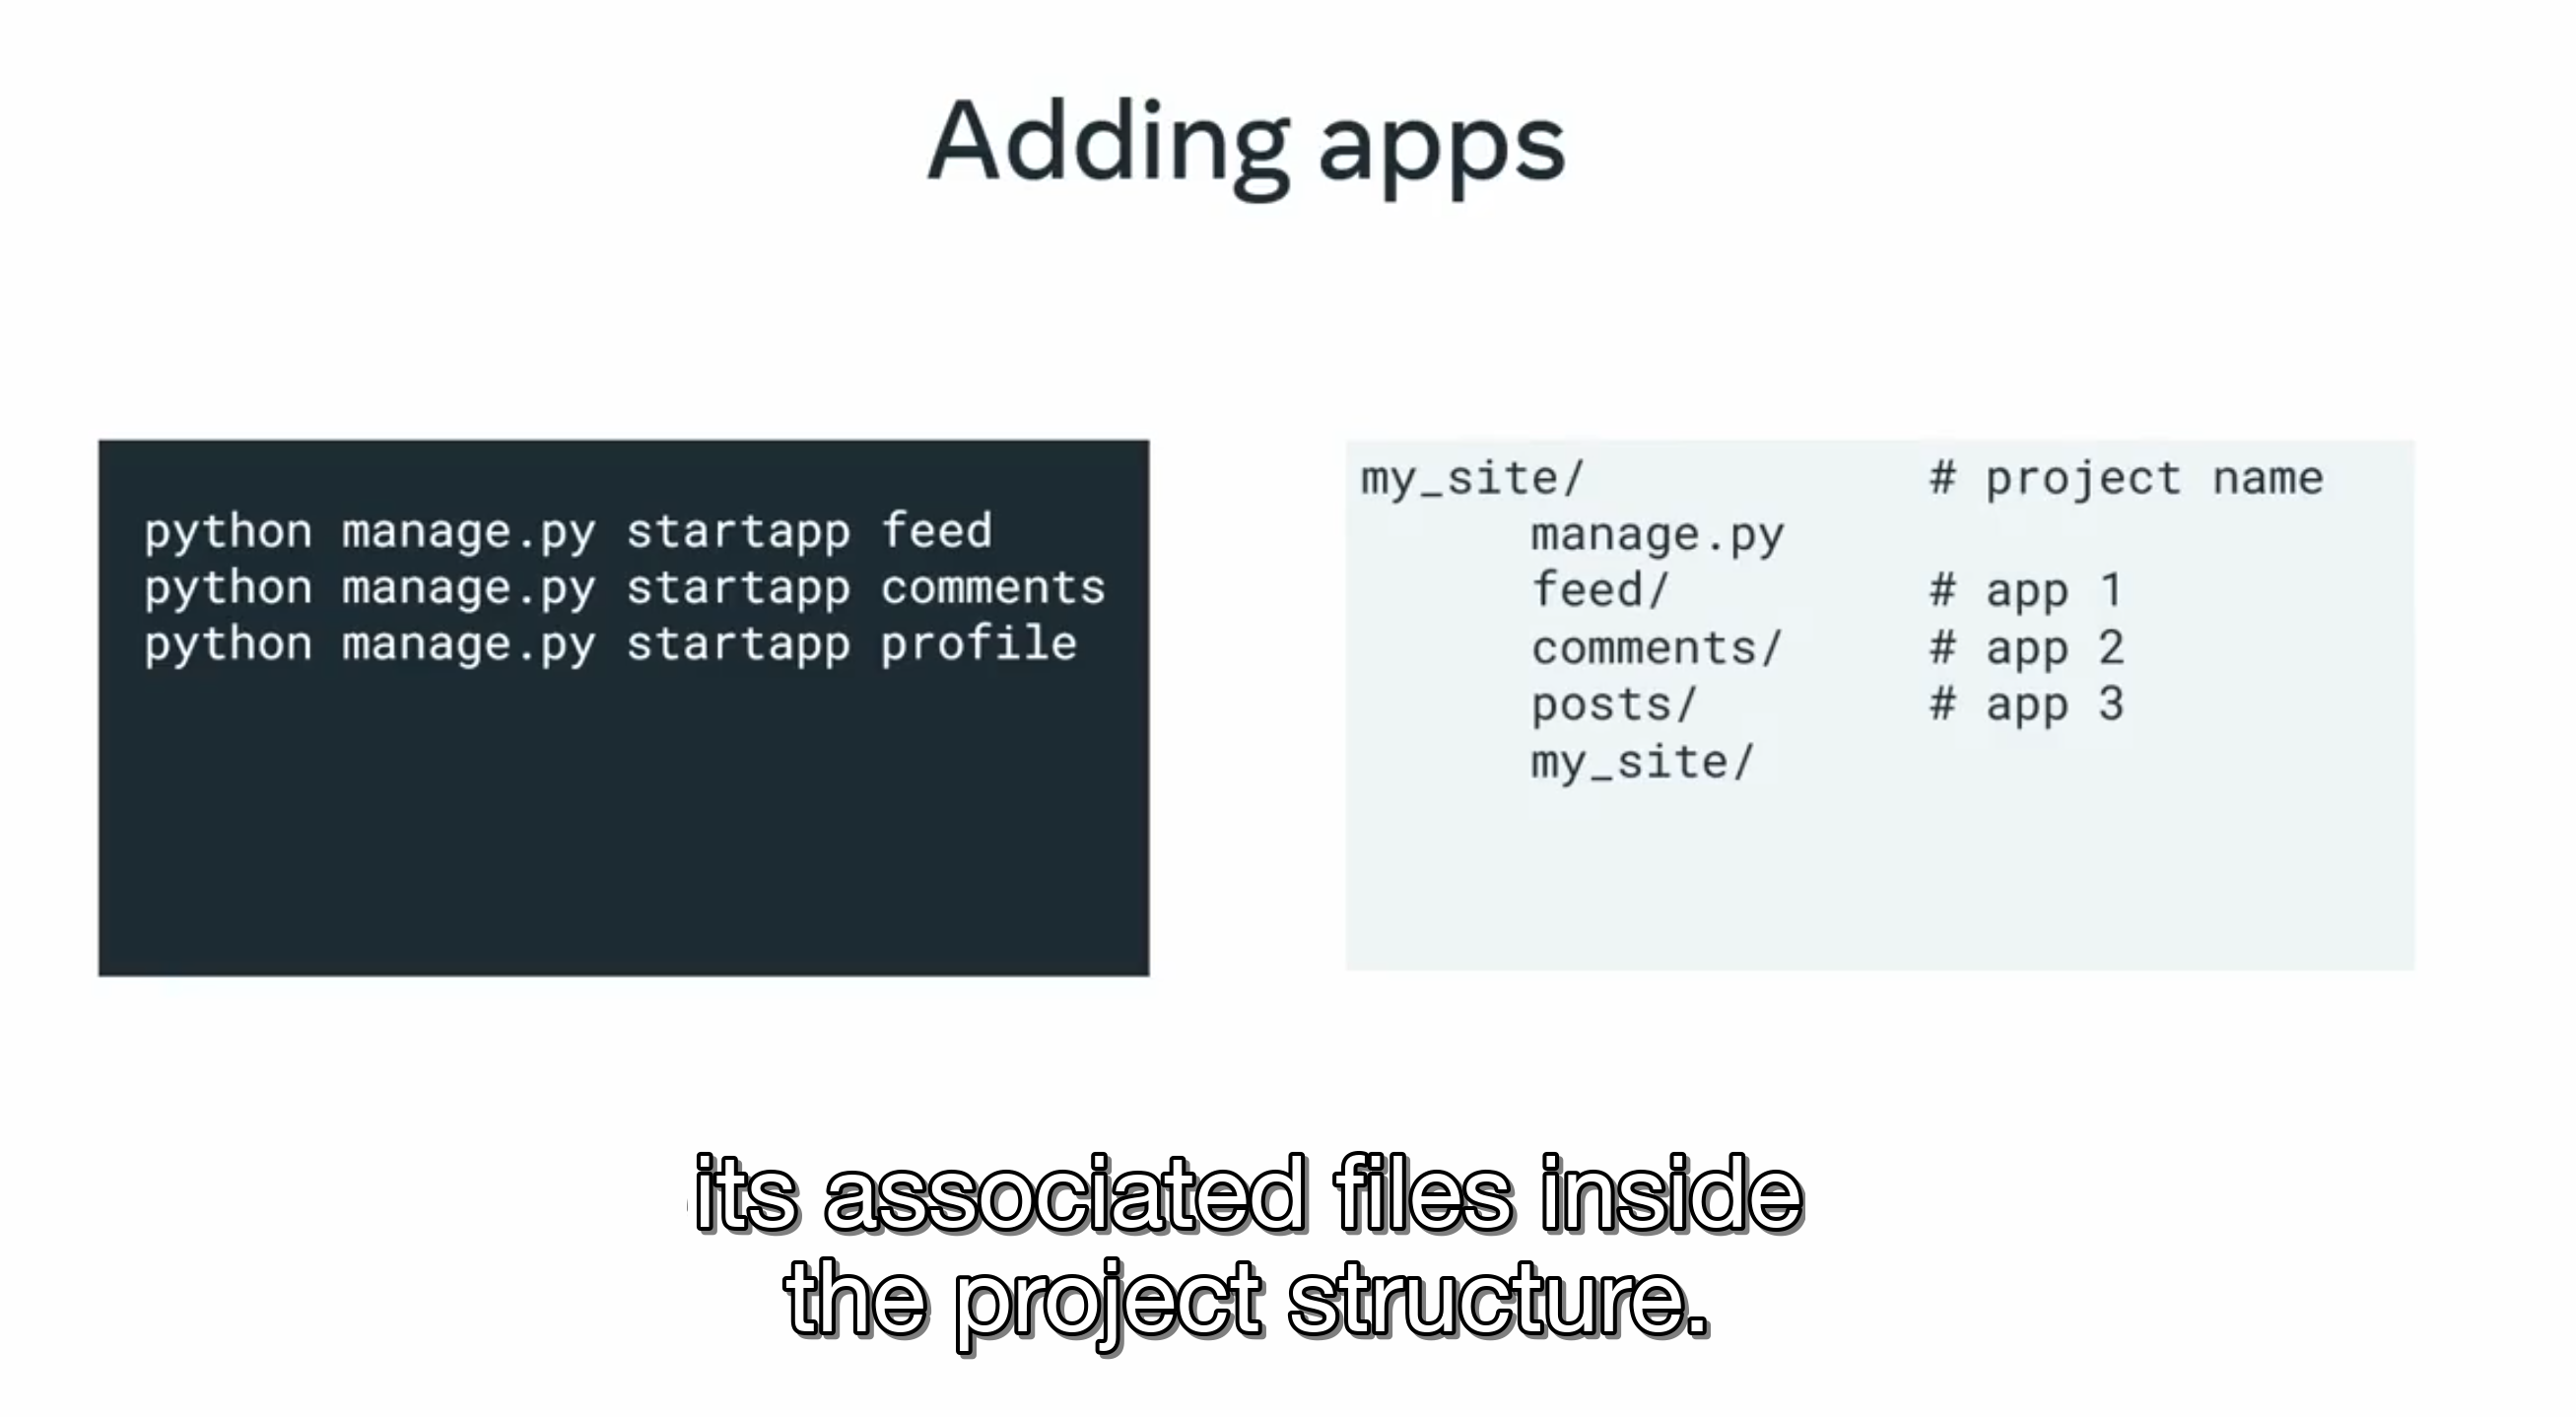 Adding apps
python manage.py startapp feed
python manage.py startapp comments
python manage.py startapp profile
my_site/ # project name
manage.py
feed/ # app 1
comments/ # app 2
posts/ # app 3
my_site/
its associated files inside
the project structure.